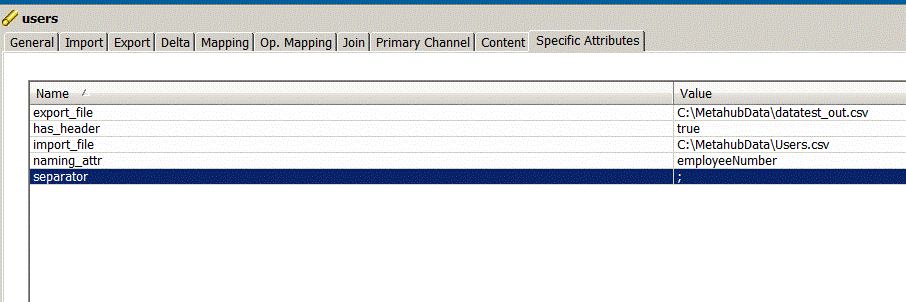 users
General Import Export Delta Mapping Op. Mapping Join Primary Channel Content Specific Attributes
Name Value
export_file C:\MetahubData\datatest_out.csv
has_header true
import_file C:\MetahubData\Users.csv
naming_attr employeeNumber
separator ;